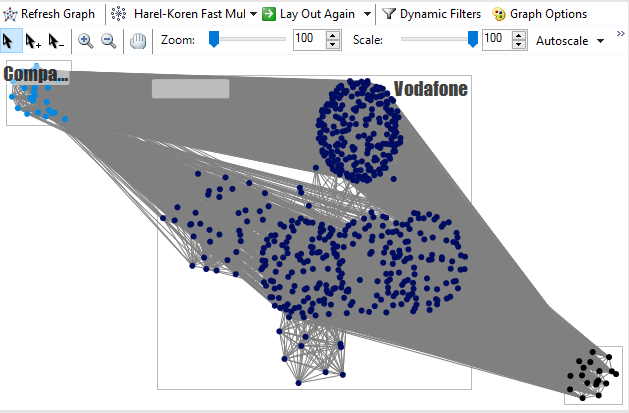 Refresh Graph Harel-Koren Fast Mul Lay Out Again Dynamic Filters Graph Options
Zoom: 100 Scale: 100 Autoscale
Compa...
Vodafone